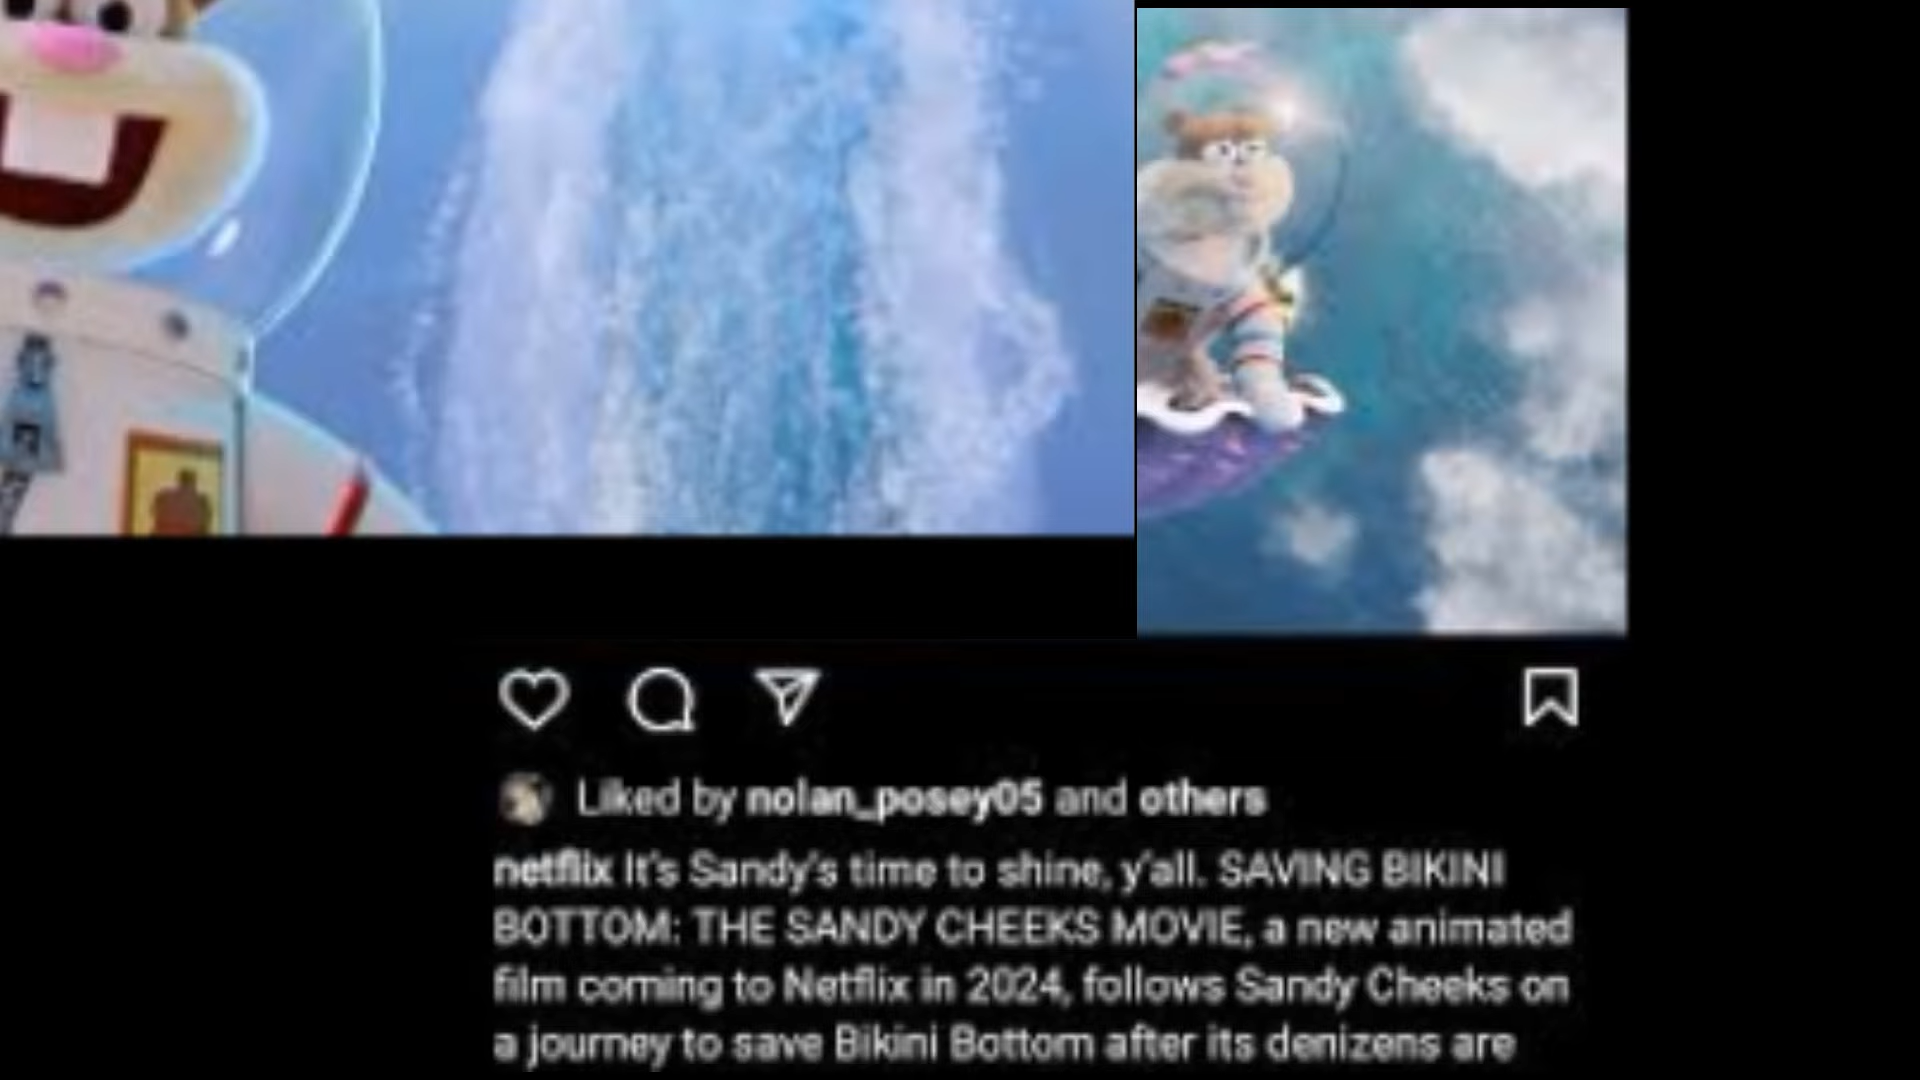 Liked by nolan_posey05 and others
netflix It's Sandy's time to shine, y'all. SAVING BIKINI
BOTTOM: THE SANDY CHEEKS MOVIE, a new animated
film coming to Netflix in 2024, follows Sandy Cheeks on
a journey to save Bikini Bottom after its denizens are